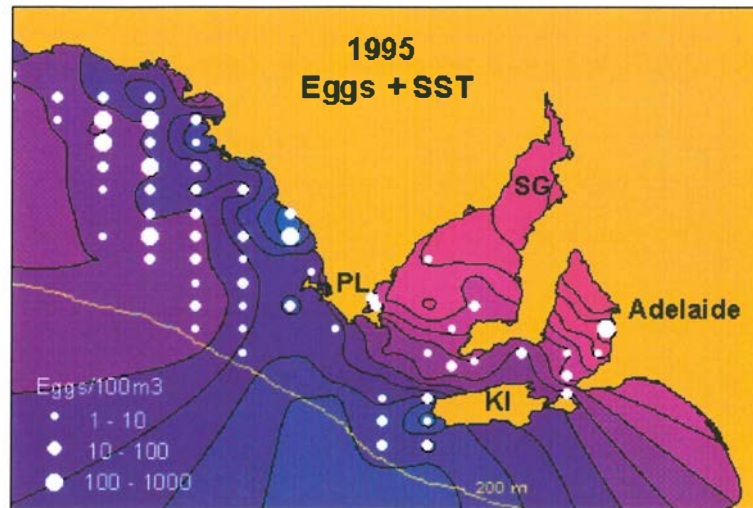 1995
Eggs + SST
SG
PL
Adelaide
Eggs/100m3
1 - 10
10 - 100
100 - 1000
KI
200 m